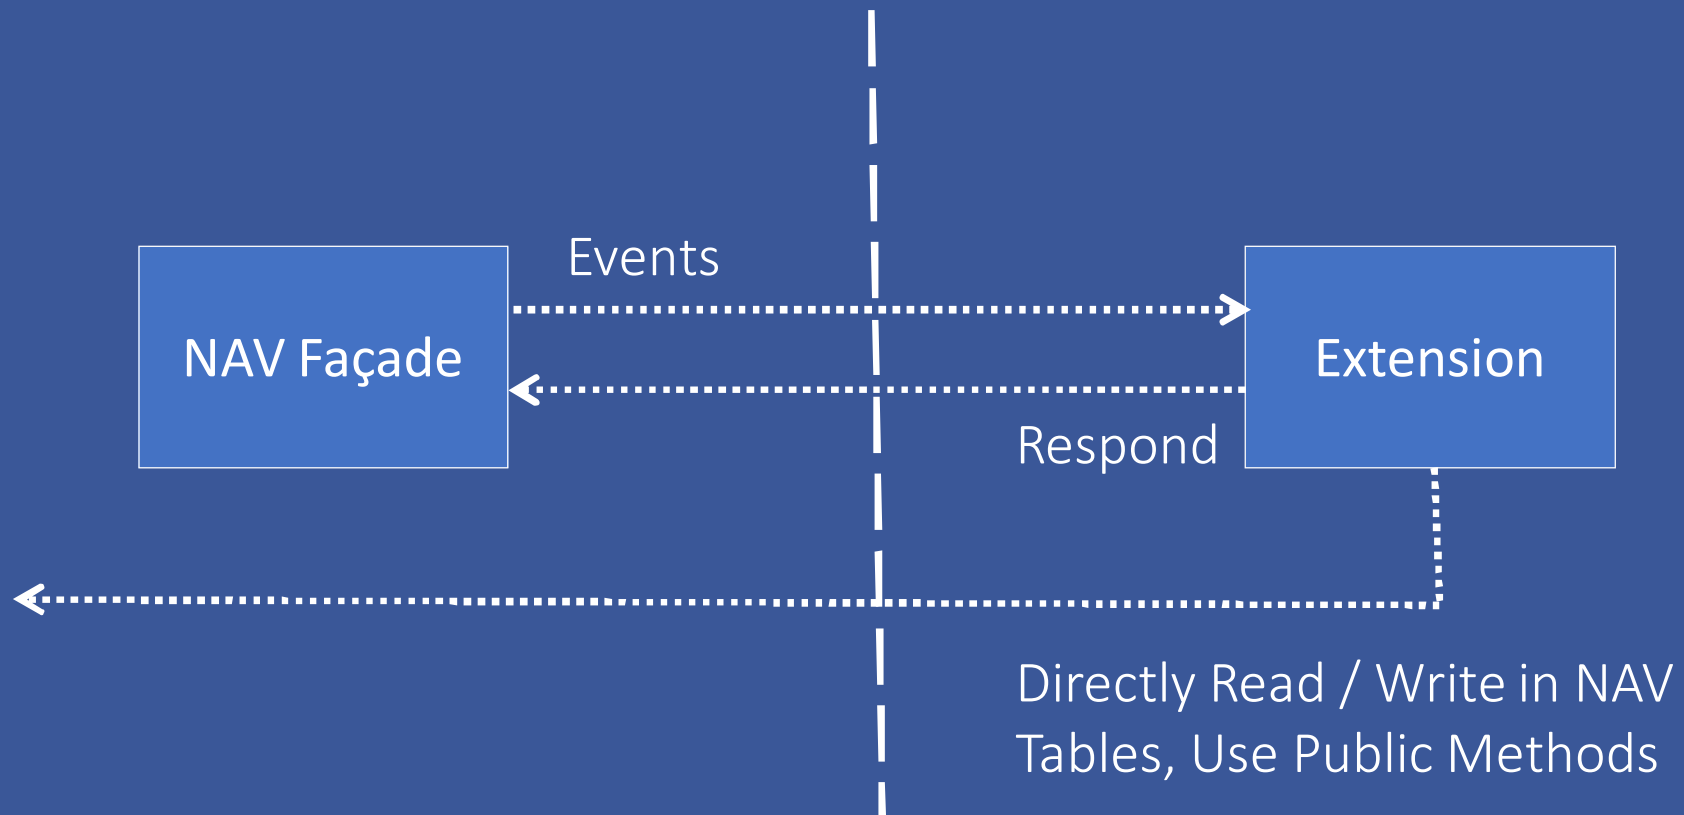 Events
NAV Façade
Extension
Respond
Directly Read / Write in NAV
Tables, Use Public Methods